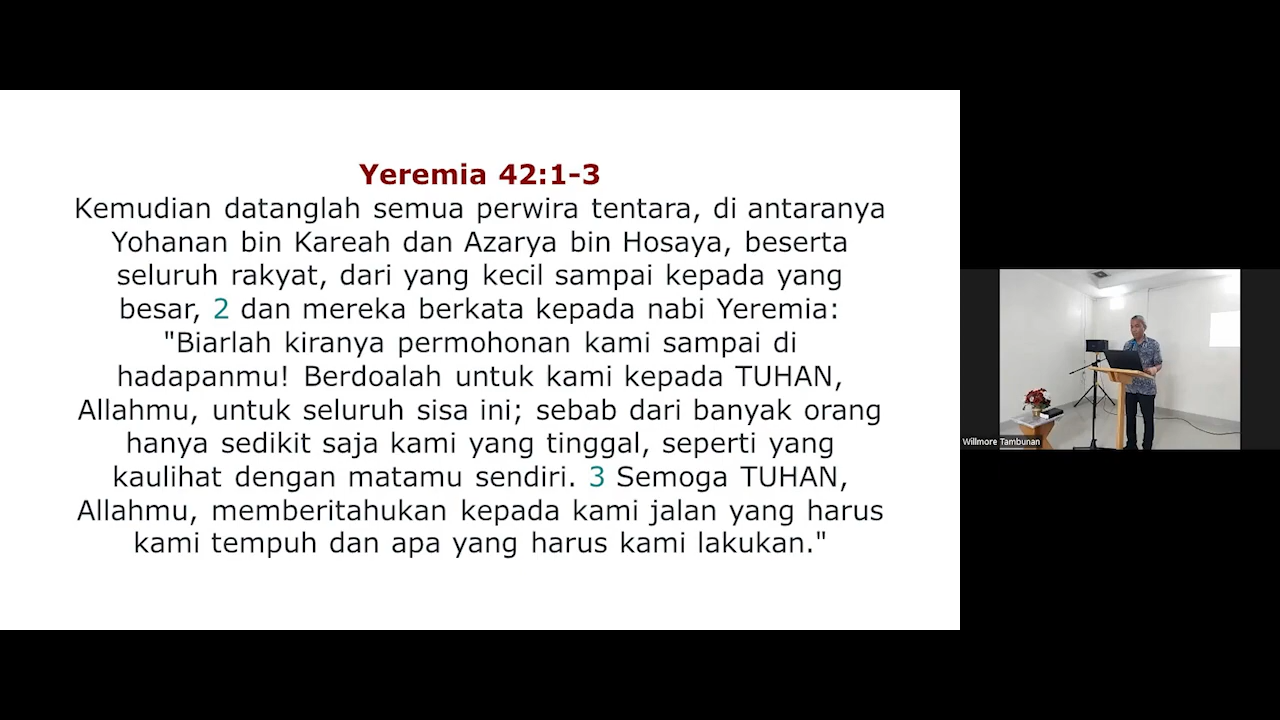 Yeremia 42:1-3
Kemudian datanglah semua perwira tentara, di antaranya
Yohanan bin Kareah dan Azarya bin Hosaya, beserta
seluruh rakyat, dari yang kecil sampai kepada yang
besar, 2 dan mereka berkata kepada nabi Yeremia:
"Biarlah kiranya permohonan kami sampai di
hadapanmu! Berdoalah untuk kami kepada TUHAN,
Allahmu, untuk seluruh sisa ini; sebab dari banyak orang
hanya sedikit saja kami yang tinggal, seperti yang
kaulihat dengan matamu sendiri. 3 Semoga TUHAN,
Allahmu, memberitahukan kepada kami jalan yang harus
kami tempuh dan apa yang harus kami lakukan."
Willmore Tambunan